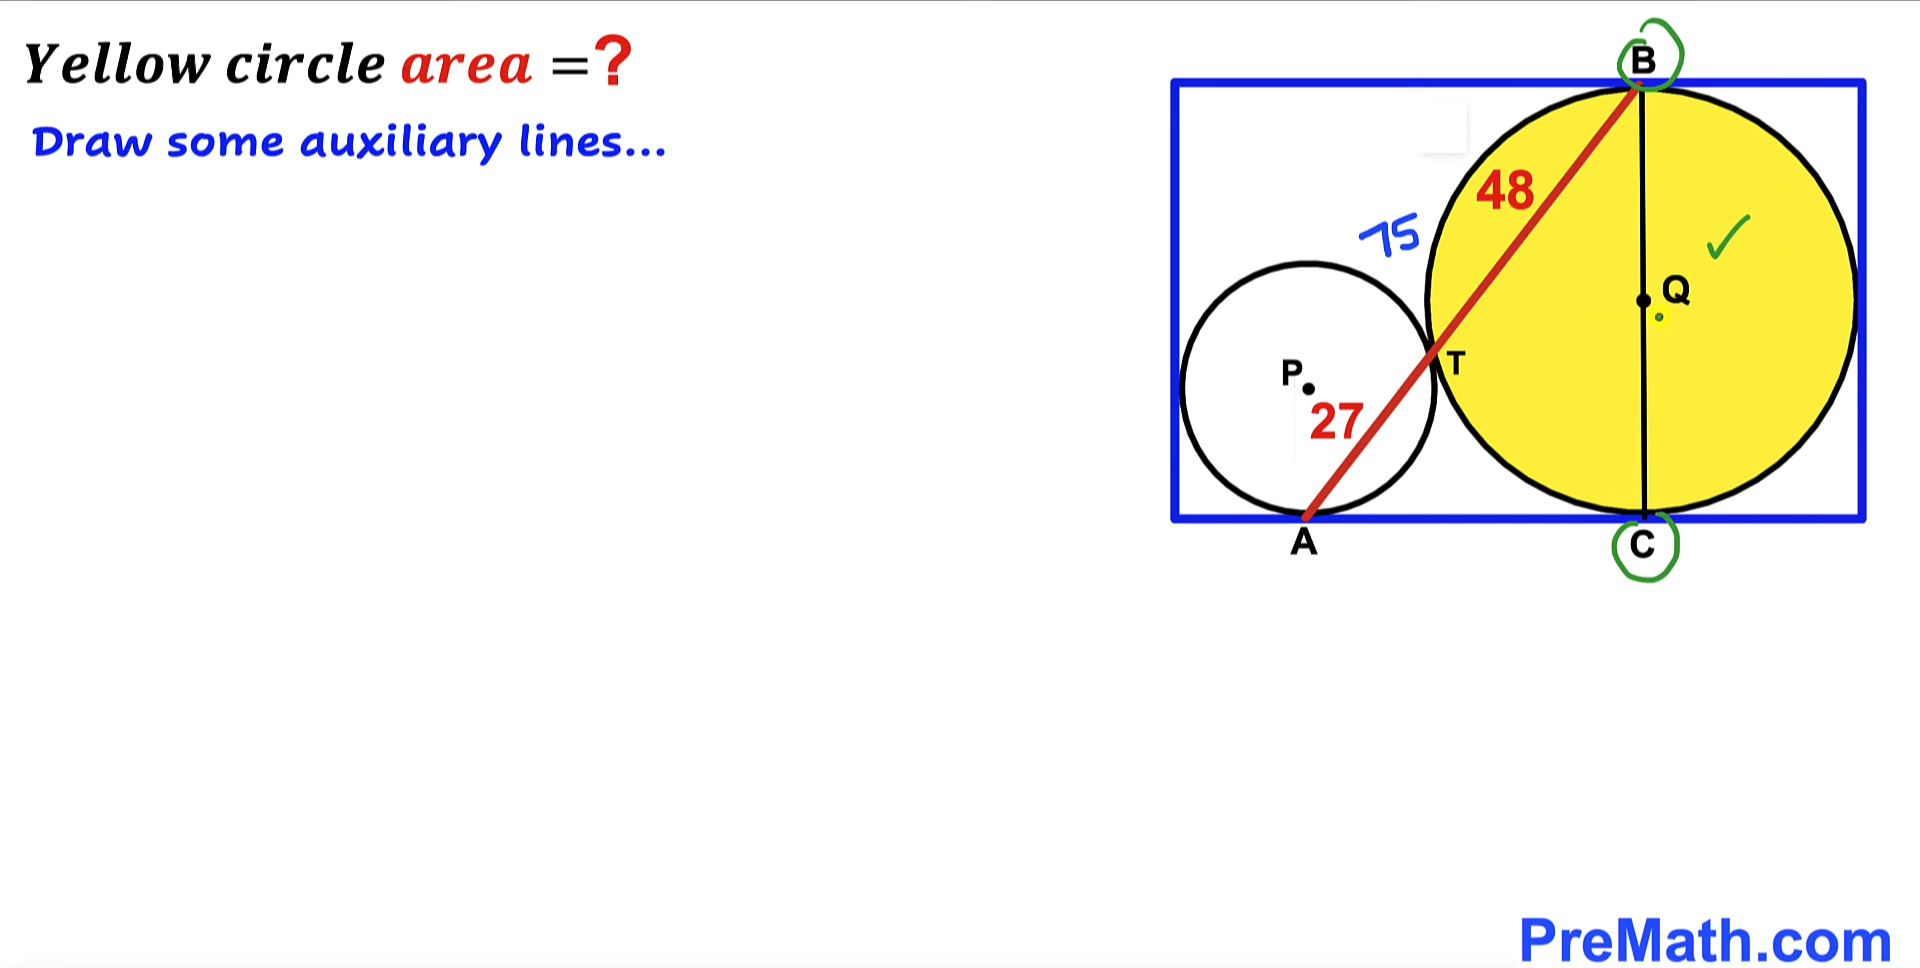 Yellow circle area =?
Draw some auxiliary lines...
B
48
75
Q
T
P
27
A
C
PreMath.com